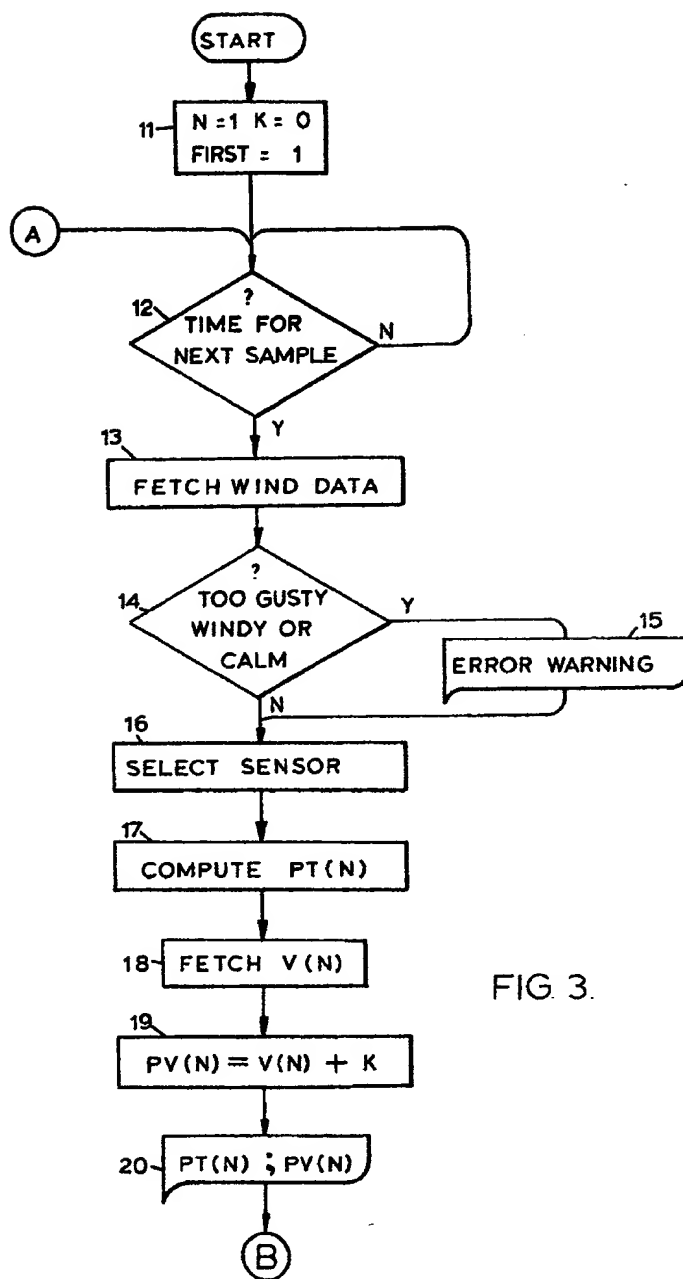 START
11
N=1 K=0
FIRST = 1
A
12
?
TIME FOR
NEXT SAMPLE
N
Y
13
FETCH WIND DATA
14
?
TOO GUSTY
WINDY OR
CALM
Y
15
ERROR WARNING
N
16
SELECT SENSOR
17
COMPUTE PT(N)
18
FETCH V(N)
FIG. 3.
19
PV(N)=V(N) + K
20
PT(N) ; PV(N)
B